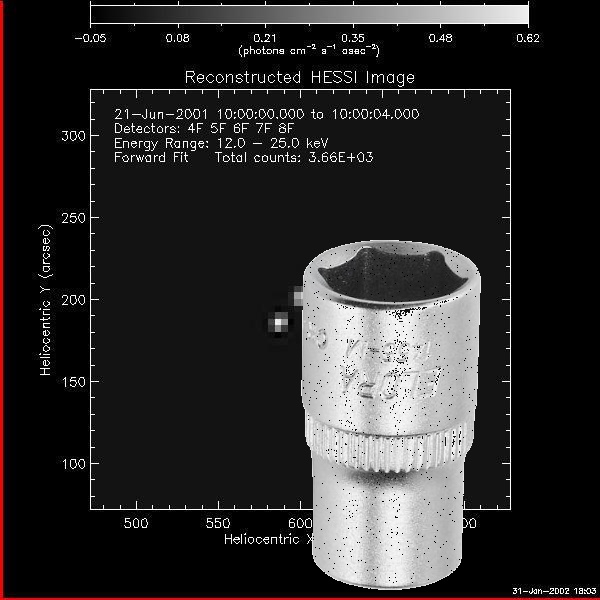 -0.05 0.08 0.21 0.35 0.48 0.62
(photons cm⁻² s⁻¹ asec⁻²)
Reconstructed HESSI Image
21-Jun-2001 10:00:00.000 to 10:00:04.000
Detectors: 4F 5F 6F 7F 8F
Energy Range: 12.0 - 25.0 keV
Forward Fit Total counts: 3.66E+03
300
250
200
150
100
Heliocentric Y (arcsec)
500 550 600
Heliocentric X
31-Jan-2002 18:03